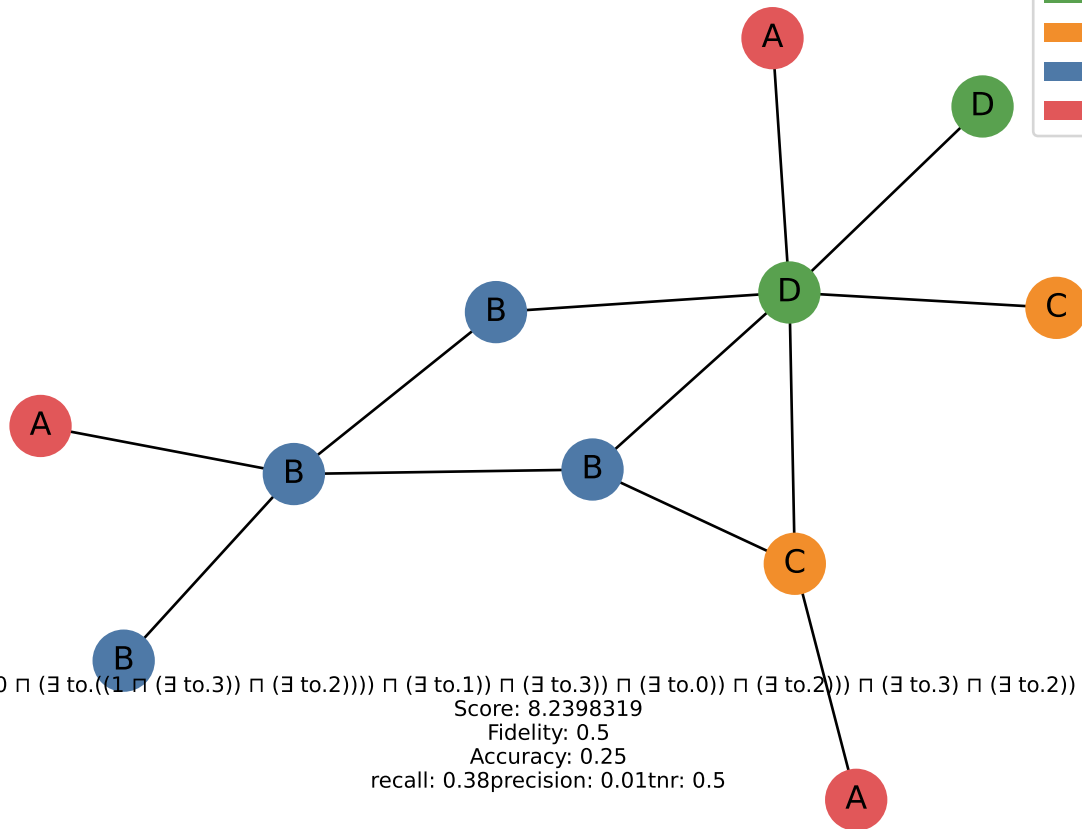 A
D
D
C
B
A
B
B
C
B
0 ⊓ (∃ to.((1 ⊓ (∃ to.3)) ⊓ (∃ to.2)))) ⊓ (∃ to.1)) ⊓ (∃ to.3)) ⊓ (∃ to.0)) ⊓ (∃ to.2))) ⊓ (∃ to.3) ⊓ (∃ to.2))
Score: 8.2398319
Fidelity: 0.5
Accuracy: 0.25
recall: 0.38precision: 0.01tnr: 0.5
A